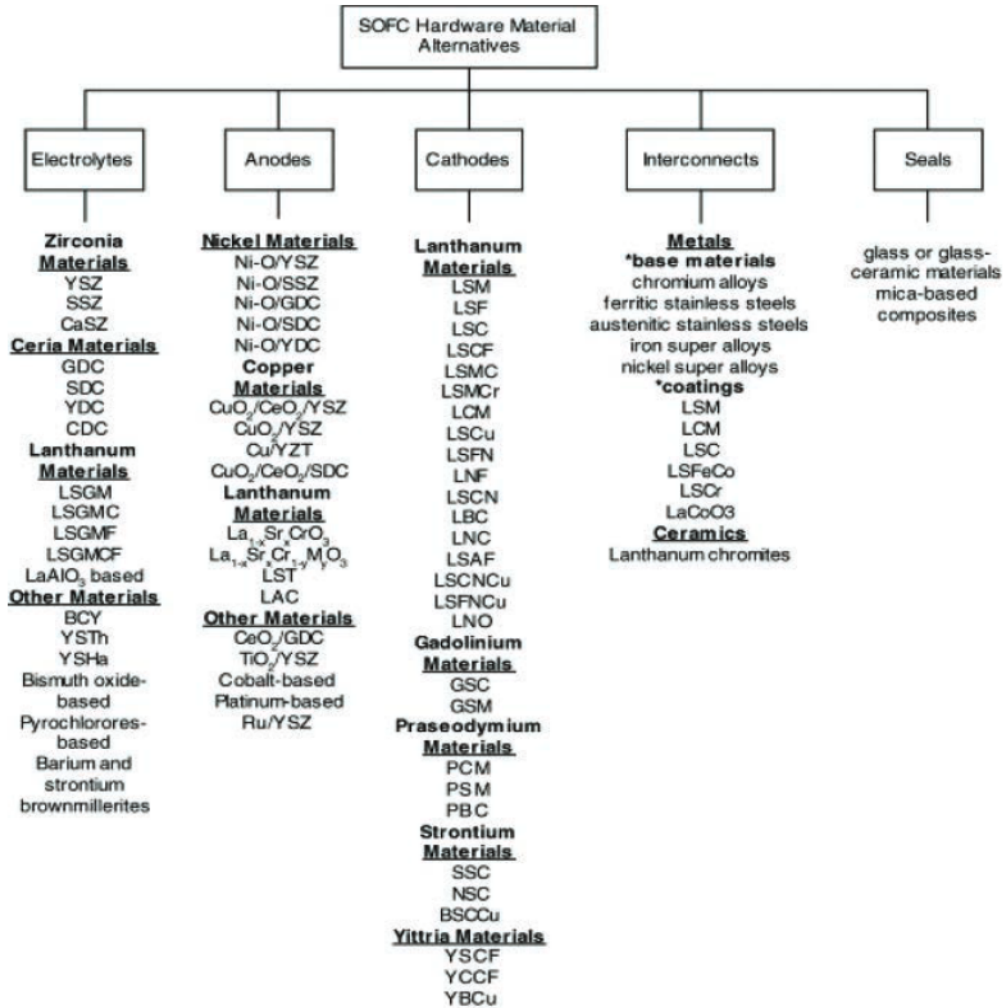 SOFC Hardware Material
Alternatives
Electrolytes
Anodes
Cathodes
Interconnects
Seals
Zirconia
Materials
YSZ
SSZ
CaSZ
Ceria Materials
GDC
SDC
YDC
CDC
Lanthanum
Materials
LSGM
LSGMC
LSGMF
LSGMCF
LaAlO₃ based
Other Materials
BCY
YSTh
YSHa
Bismuth oxide-
based
Pyrochlorores-
based
Barium and
strontium
brownmillerites
Nickel Materials
Ni-O/YSZ
Ni-O/SSZ
Ni-O/GDC
Ni-O/SDC
Ni-O/YDC
Copper
Materials
CuO₂/CeO₂/YSZ
CuO₂/YSZ
Cu/YZT
CuO₂/CeO₂/SDC
Lanthanum
Materials
La₁₋ₓSrₓCrO₃
La₁₋ₓSrₓCr₁₋yMyO₃
LST
LAC
Other Materials
CeO₂/GDC
TiO₂/YSZ
Cobalt-based
Platinum-based
Ru/YSZ
Lanthanum
Materials
LSM
LSF
LSC
LSCF
LSMC
LSMCr
LCM
LSCu
LSFN
LNF
LSCN
LBC
LNC
LSAF
LSCNCu
LSFNCu
LNO
Gadolinium
Materials
GSC
GSM
Praseodymium
Materials
PCM
PSM
PBC
Strontium
Materials
SSC
NSC
BSCCu
Yittria Materials
YSCF
YCCF
YBCu
Metals
*base materials
chromium alloys
ferritic stainless steels
austenitic stainless steels
iron super alloys
nickel super alloys
*coatings
LSM
LCM
LSC
LSFeCo
LSCr
LaCoO3
Ceramics
Lanthanum chromites
glass or glass-
ceramic materials
mica-based
composites